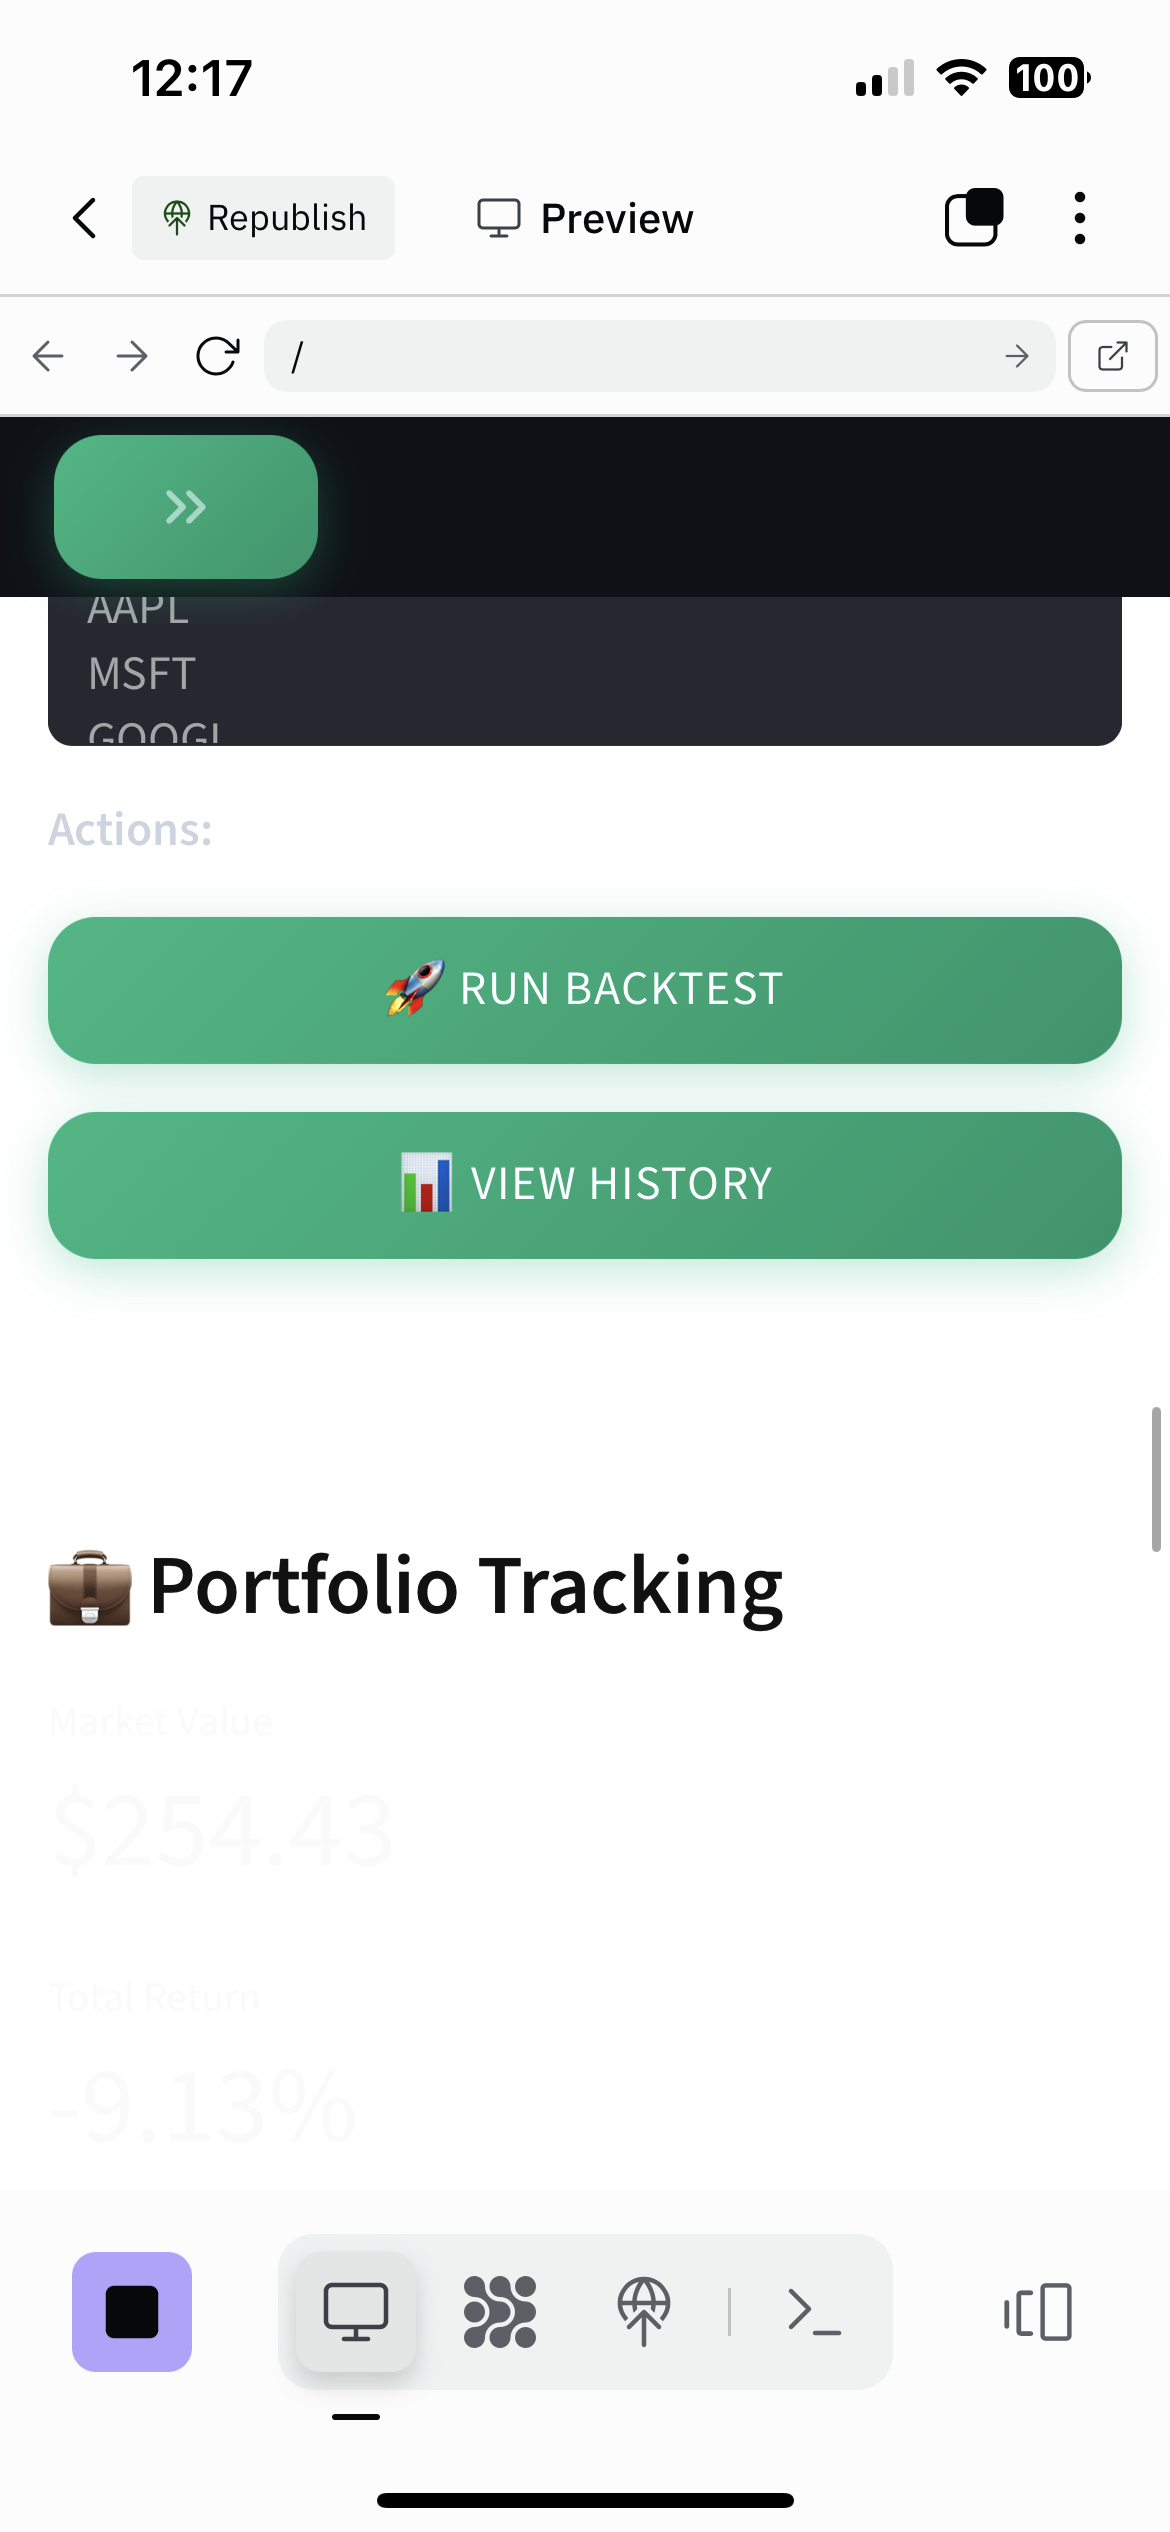 12:17
100
Republish
Preview
/
AAPL
MSFT
GOOGL
Actions:
🚀 RUN BACKTEST
📊 VIEW HISTORY
💼 Portfolio Tracking
Market Value
$254.43
Total Return
-9.13%